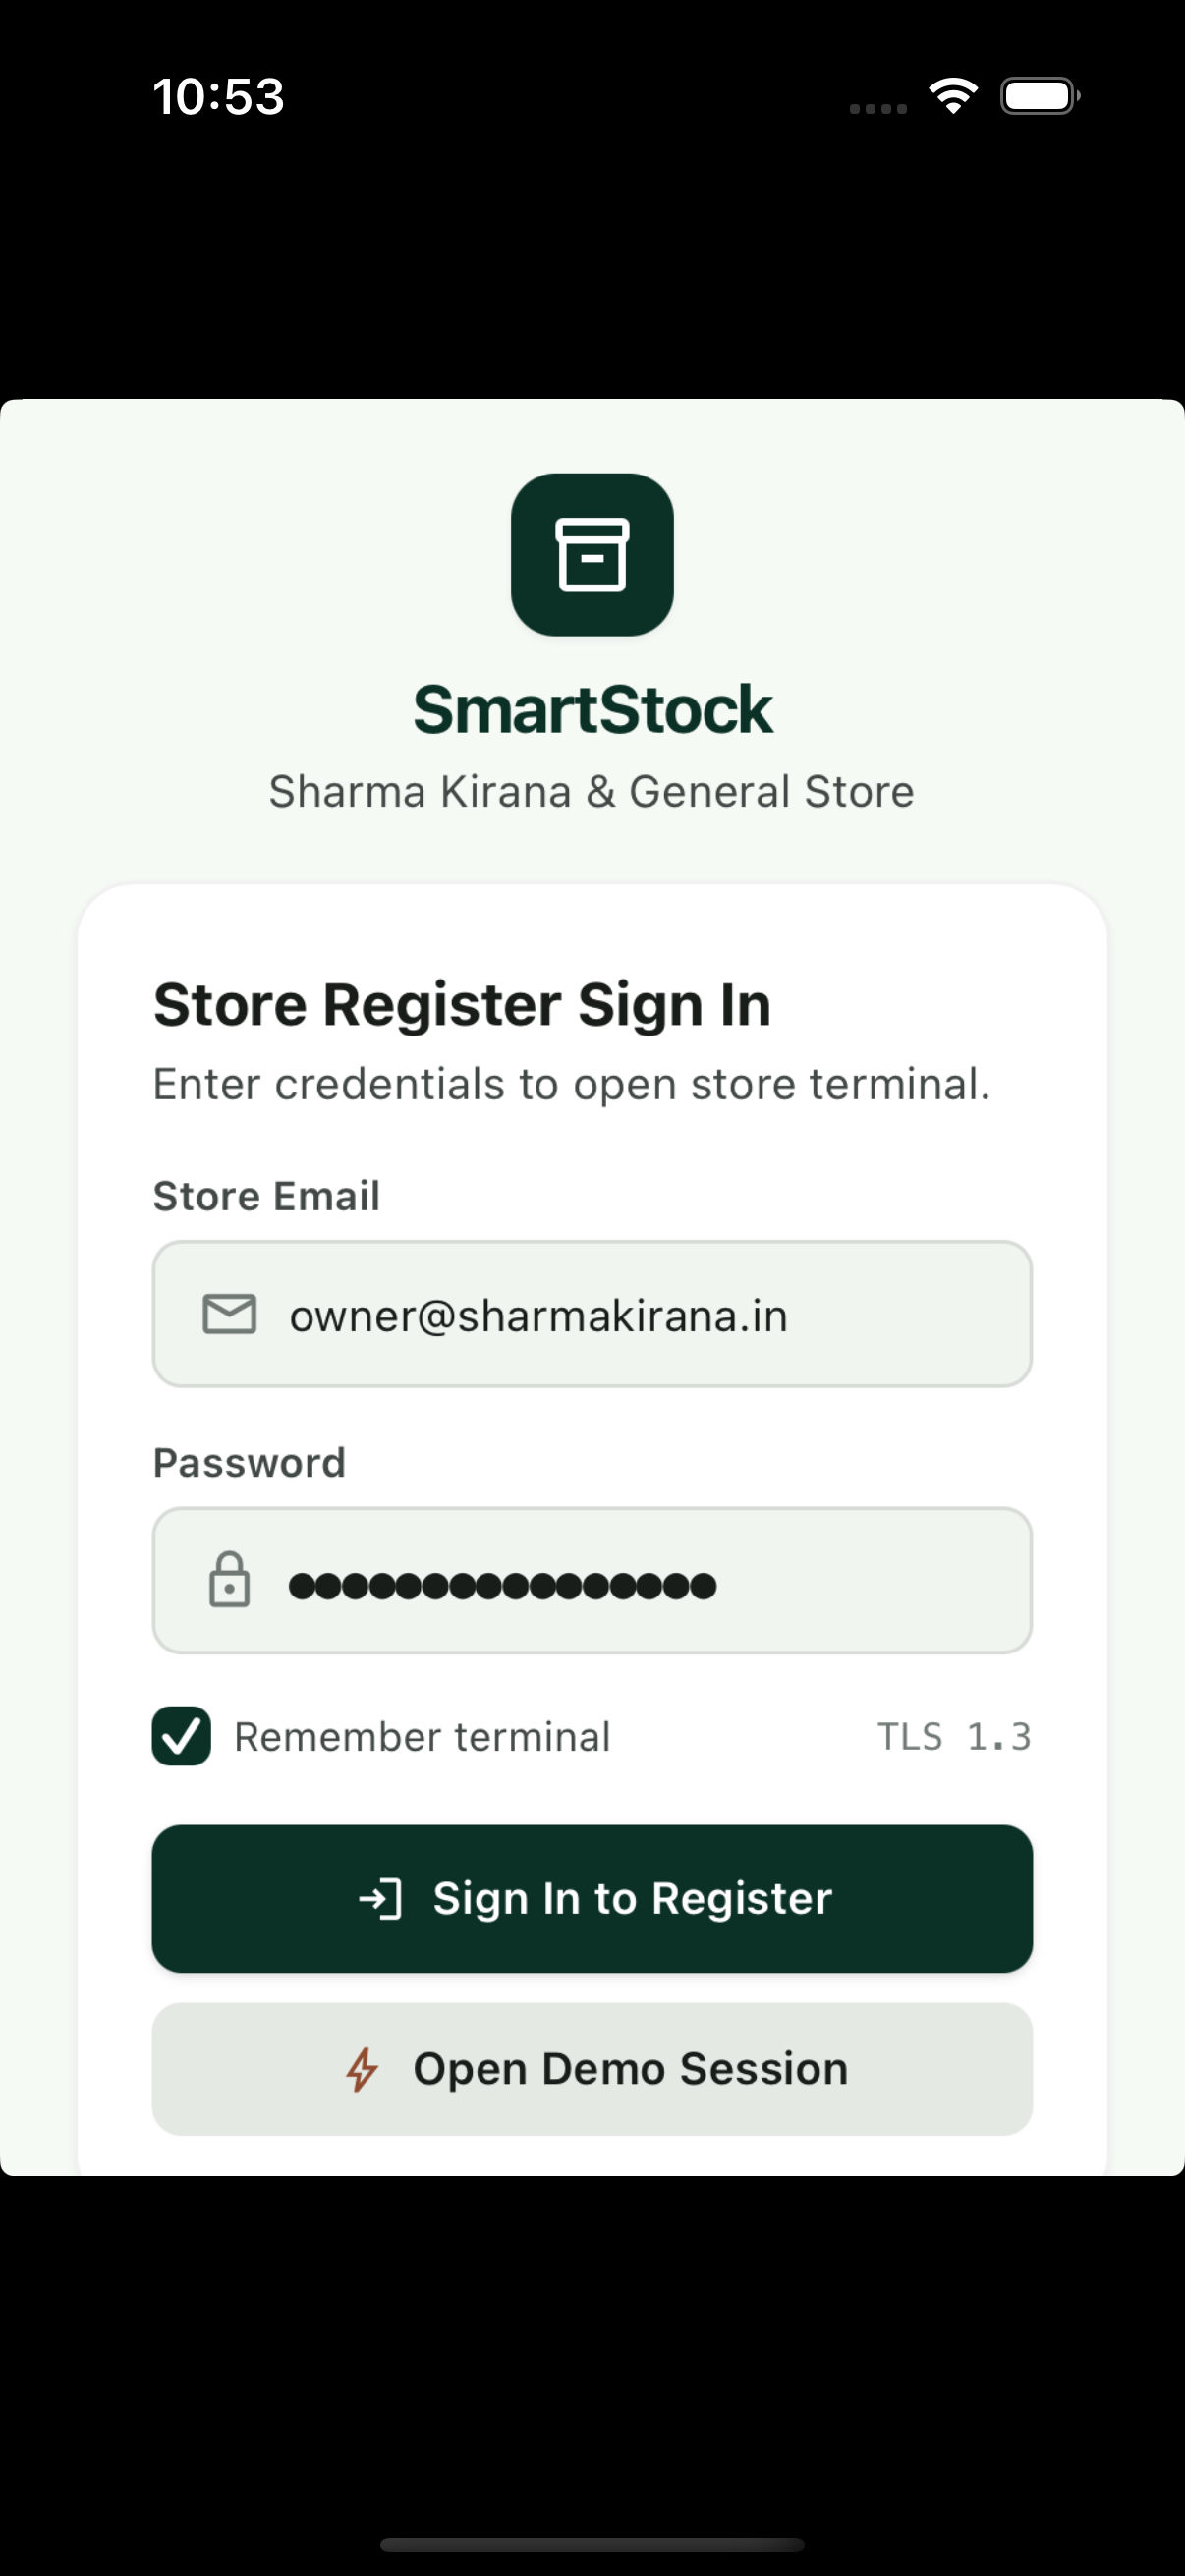 10:53
SmartStock
Sharma Kirana & General Store
Store Register Sign In
Enter credentials to open store terminal.
Store Email
owner@sharmakirana.in
Password
Remember terminal
TLS 1.3
Sign In to Register
Open Demo Session